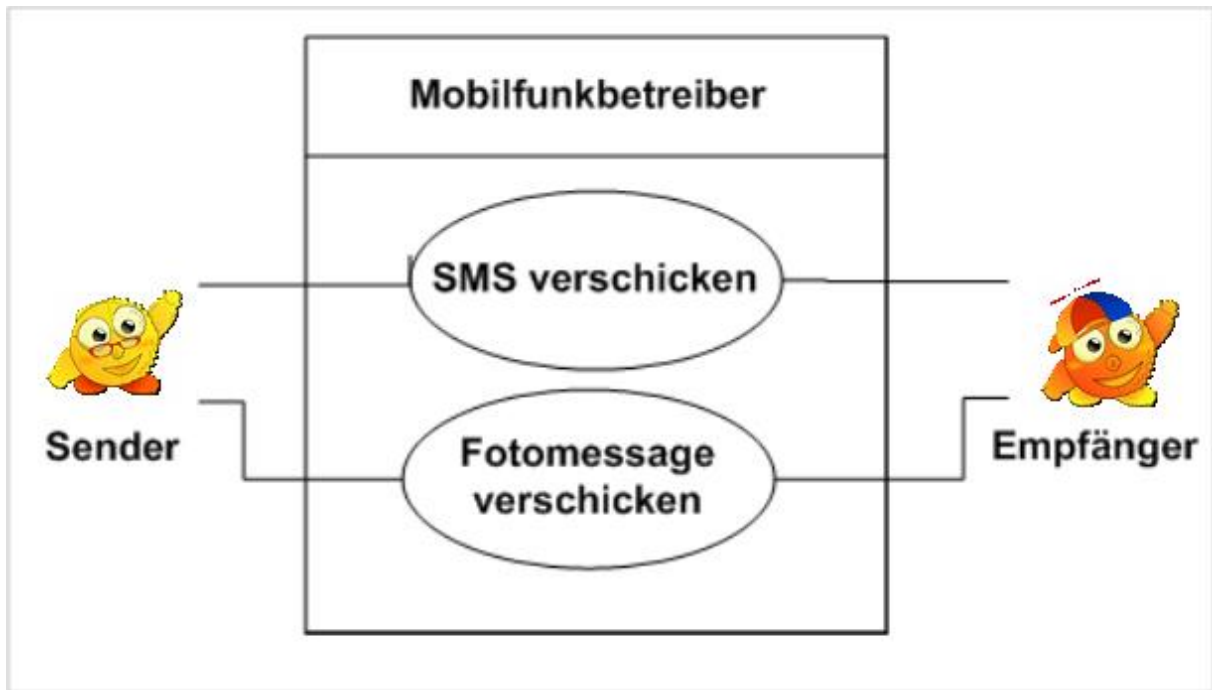 Mobilfunkbetreiber
SMS verschicken
Sender
Fotomessage
verschicken
Empfänger